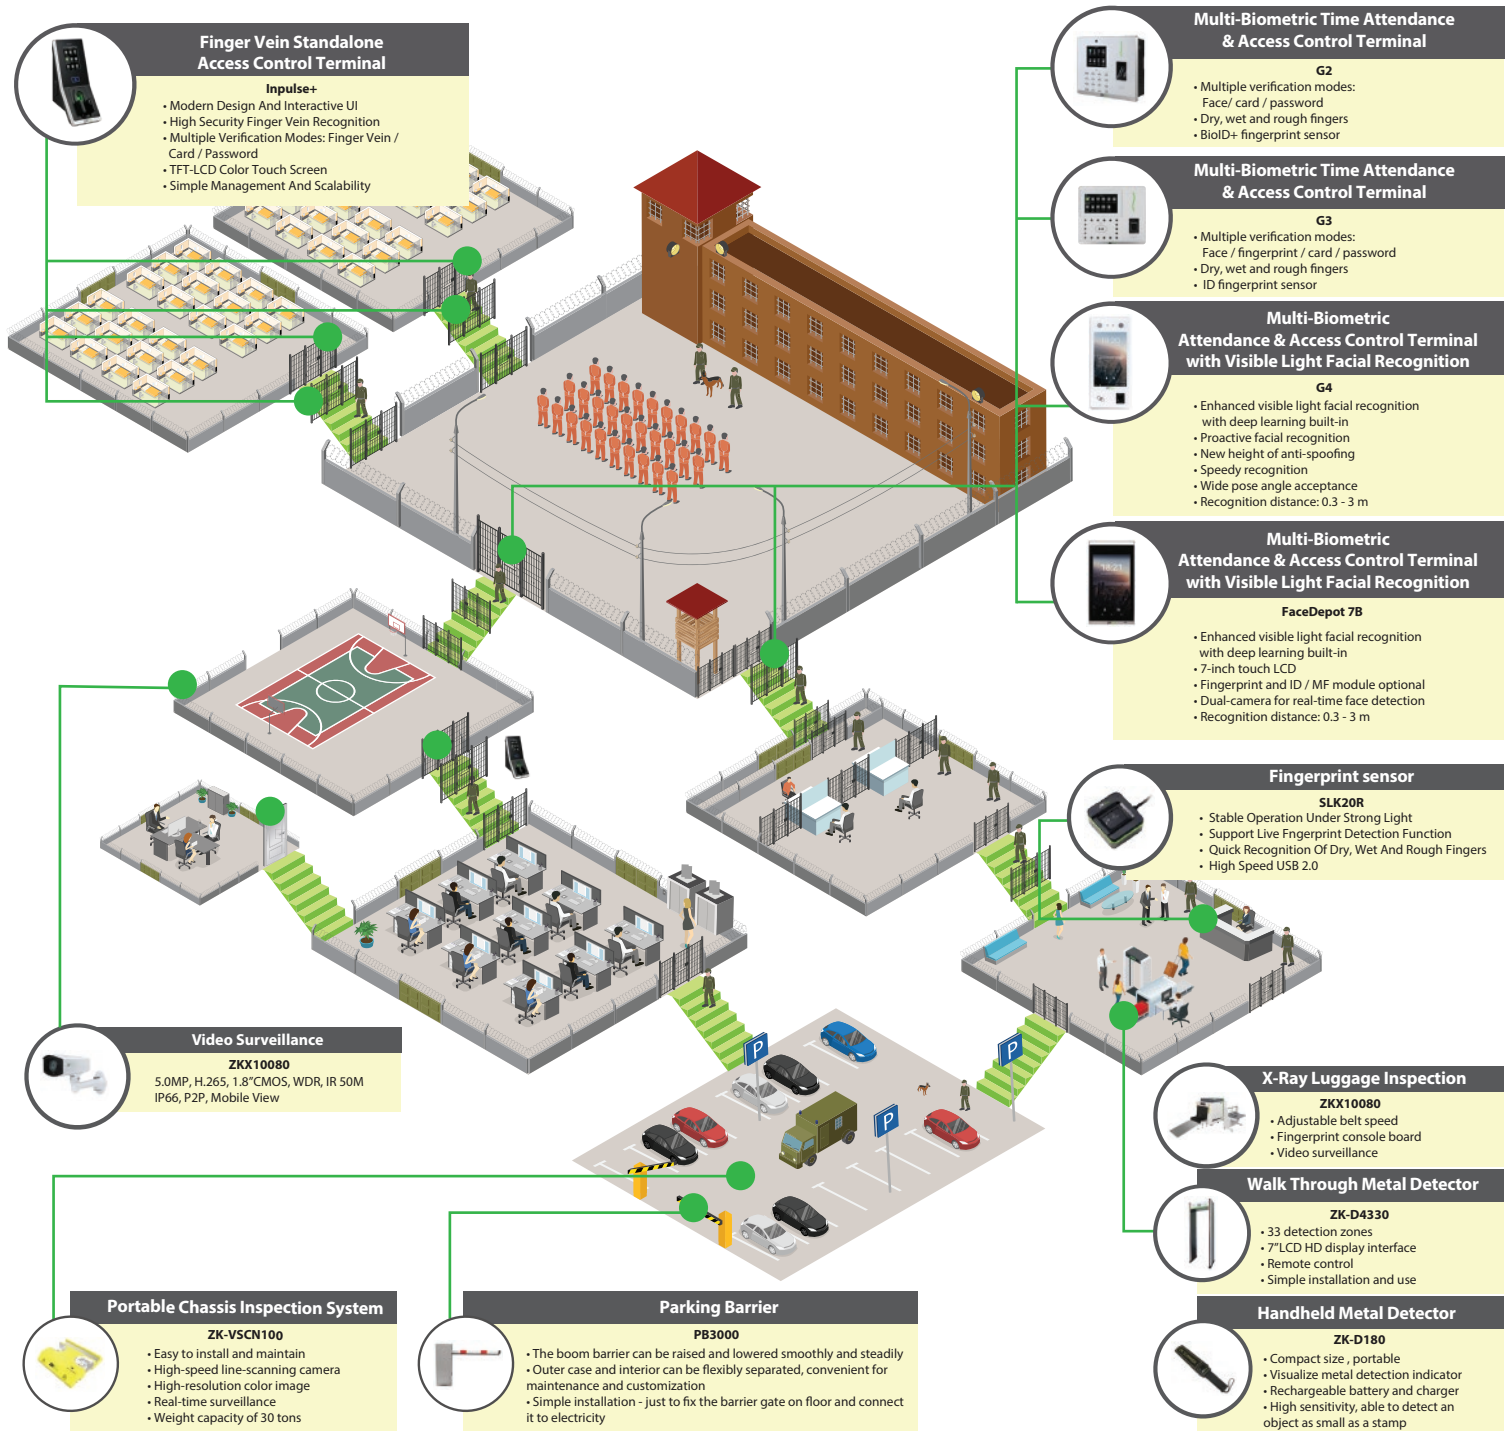 Finger Vein Standalone
Access Control Terminal
Inpulse+
• Modern Design And Interactive UI
• High Security Finger Vein Recognition
• Multiple Verification Modes: Finger Vein /
Card / Password
• TFT-LCD Color Touch Screen
• Simple Management And Scalability
Multi-Biometric Time Attendance
& Access Control Terminal
G2
• Multiple verification modes:
Face/ card / password
• Dry, wet and rough fingers
• BioID+ fingerprint sensor
Multi-Biometric Time Attendance
& Access Control Terminal
G3
• Multiple verification modes:
Face / fingerprint / card / password
• Dry, wet and rough fingers
• ID fingerprint sensor
Multi-Biometric
Attendance & Access Control Terminal
with Visible Light Facial Recognition
G4
• Enhanced visible light facial recognition
with deep learning built-in
• Proactive facial recognition
• New height of anti-spoofing
• Speedy recognition
• Wide pose angle acceptance
• Recognition distance: 0.3 - 3 m
Multi-Biometric
Attendance & Access Control Terminal
with Visible Light Facial Recognition
18:23
FaceDepot 7B
• Enhanced visible light facial recognition
with deep learning built-in
• 7-inch touch LCD
• Fingerprint and ID / MF module optional
• Dual-camera for real-time face detection
• Recognition distance: 0.3 - 3 m
Fingerprint sensor
SLK20R
• Stable Operation Under Strong Light
• Support Live Fngerprint Detection Function
• Quick Recognition Of Dry, Wet And Rough Fingers
• High Speed USB 2.0
Video Surveillance
ZKX10080
5.0MP, H.265, 1.8"CMOS, WDR, IR 50M
IP66, P2P, Mobile View
P
P
P
X-Ray Luggage Inspection
ZKX10080
• Adjustable belt speed
• Fingerprint console board
• Video surveillance
Walk Through Metal Detector
ZK-D4330
• 33 detection zones
• 7"LCD HD display interface
• Remote control
• Simple installation and use
Portable Chassis Inspection System
ZK-VSCN100
• Easy to install and maintain
• High-speed line-scanning camera
• High-resolution color image
• Real-time surveillance
• Weight capacity of 30 tons
Parking Barrier
PB3000
• The boom barrier can be raised and lowered smoothly and steadily
• Outer case and interior can be flexibly separated, convenient for
maintenance and customization
• Simple installation - just to fix the barrier gate on floor and connect
it to electricity
Handheld Metal Detector
ZK-D180
• Compact size , portable
• Visualize metal detection indicator
• Rechargeable battery and charger
• High sensitivity, able to detect an
object as small as a stamp